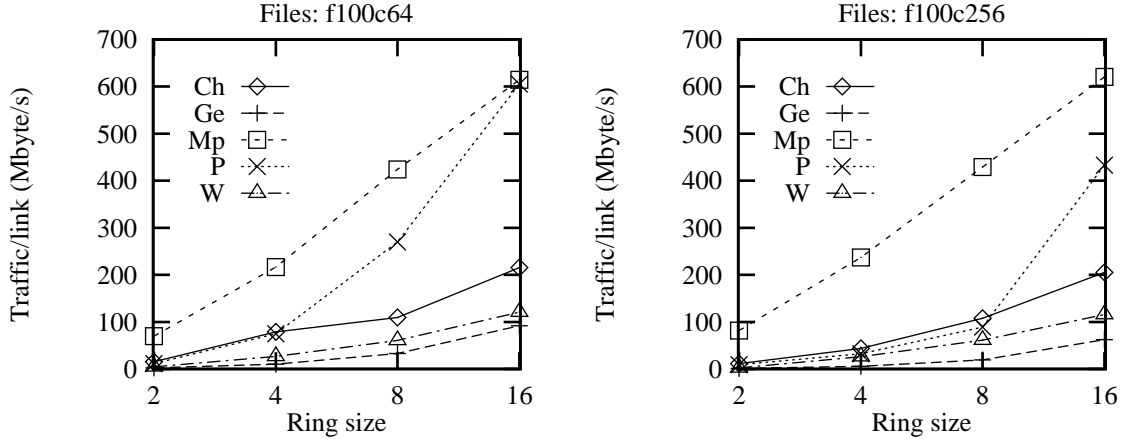 Files: f100c64
Traffic/link (Mbyte/s)
700
600
500
400
300
200
100
0
Ch
Ge
Mp
P
W
2 4 8 16
Ring size
Files: f100c256
Traffic/link (Mbyte/s)
700
600
500
400
300
200
100
0
Ch
Ge
Mp
P
W
2 4 8 16
Ring size